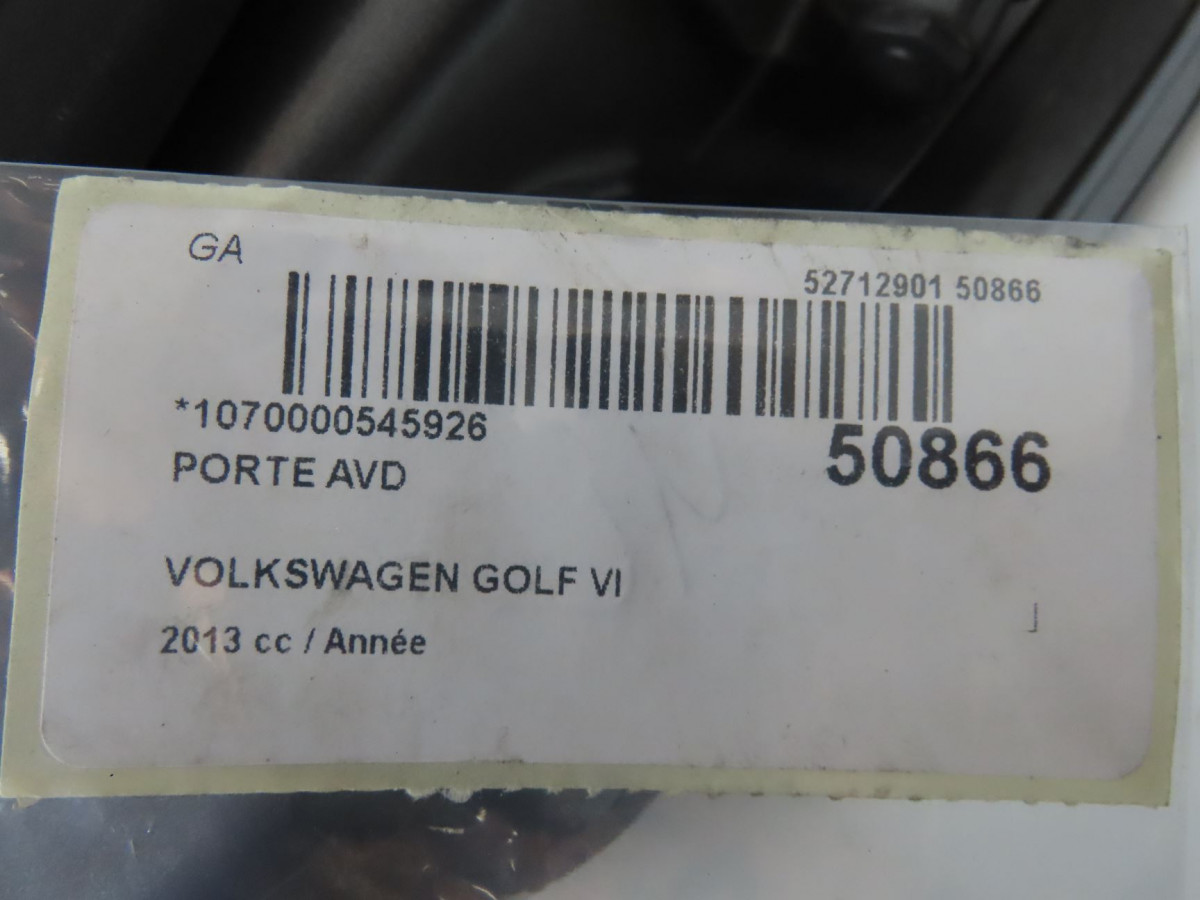 GA
52712901 50866
*1070000545926
50866
PORTE AVD
VOLKSWAGEN GOLF VI
2013 cc / Année